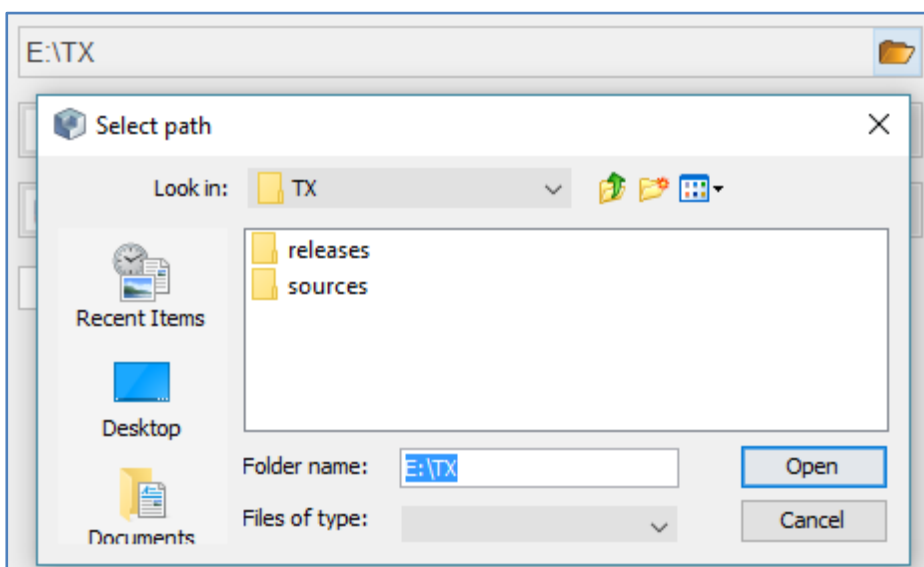 E:\TX
Select path
Look in:
TX
releases
sources
Recent Items
Desktop
Documents
Folder name:
E:\TX
Open
Files of type:
Cancel